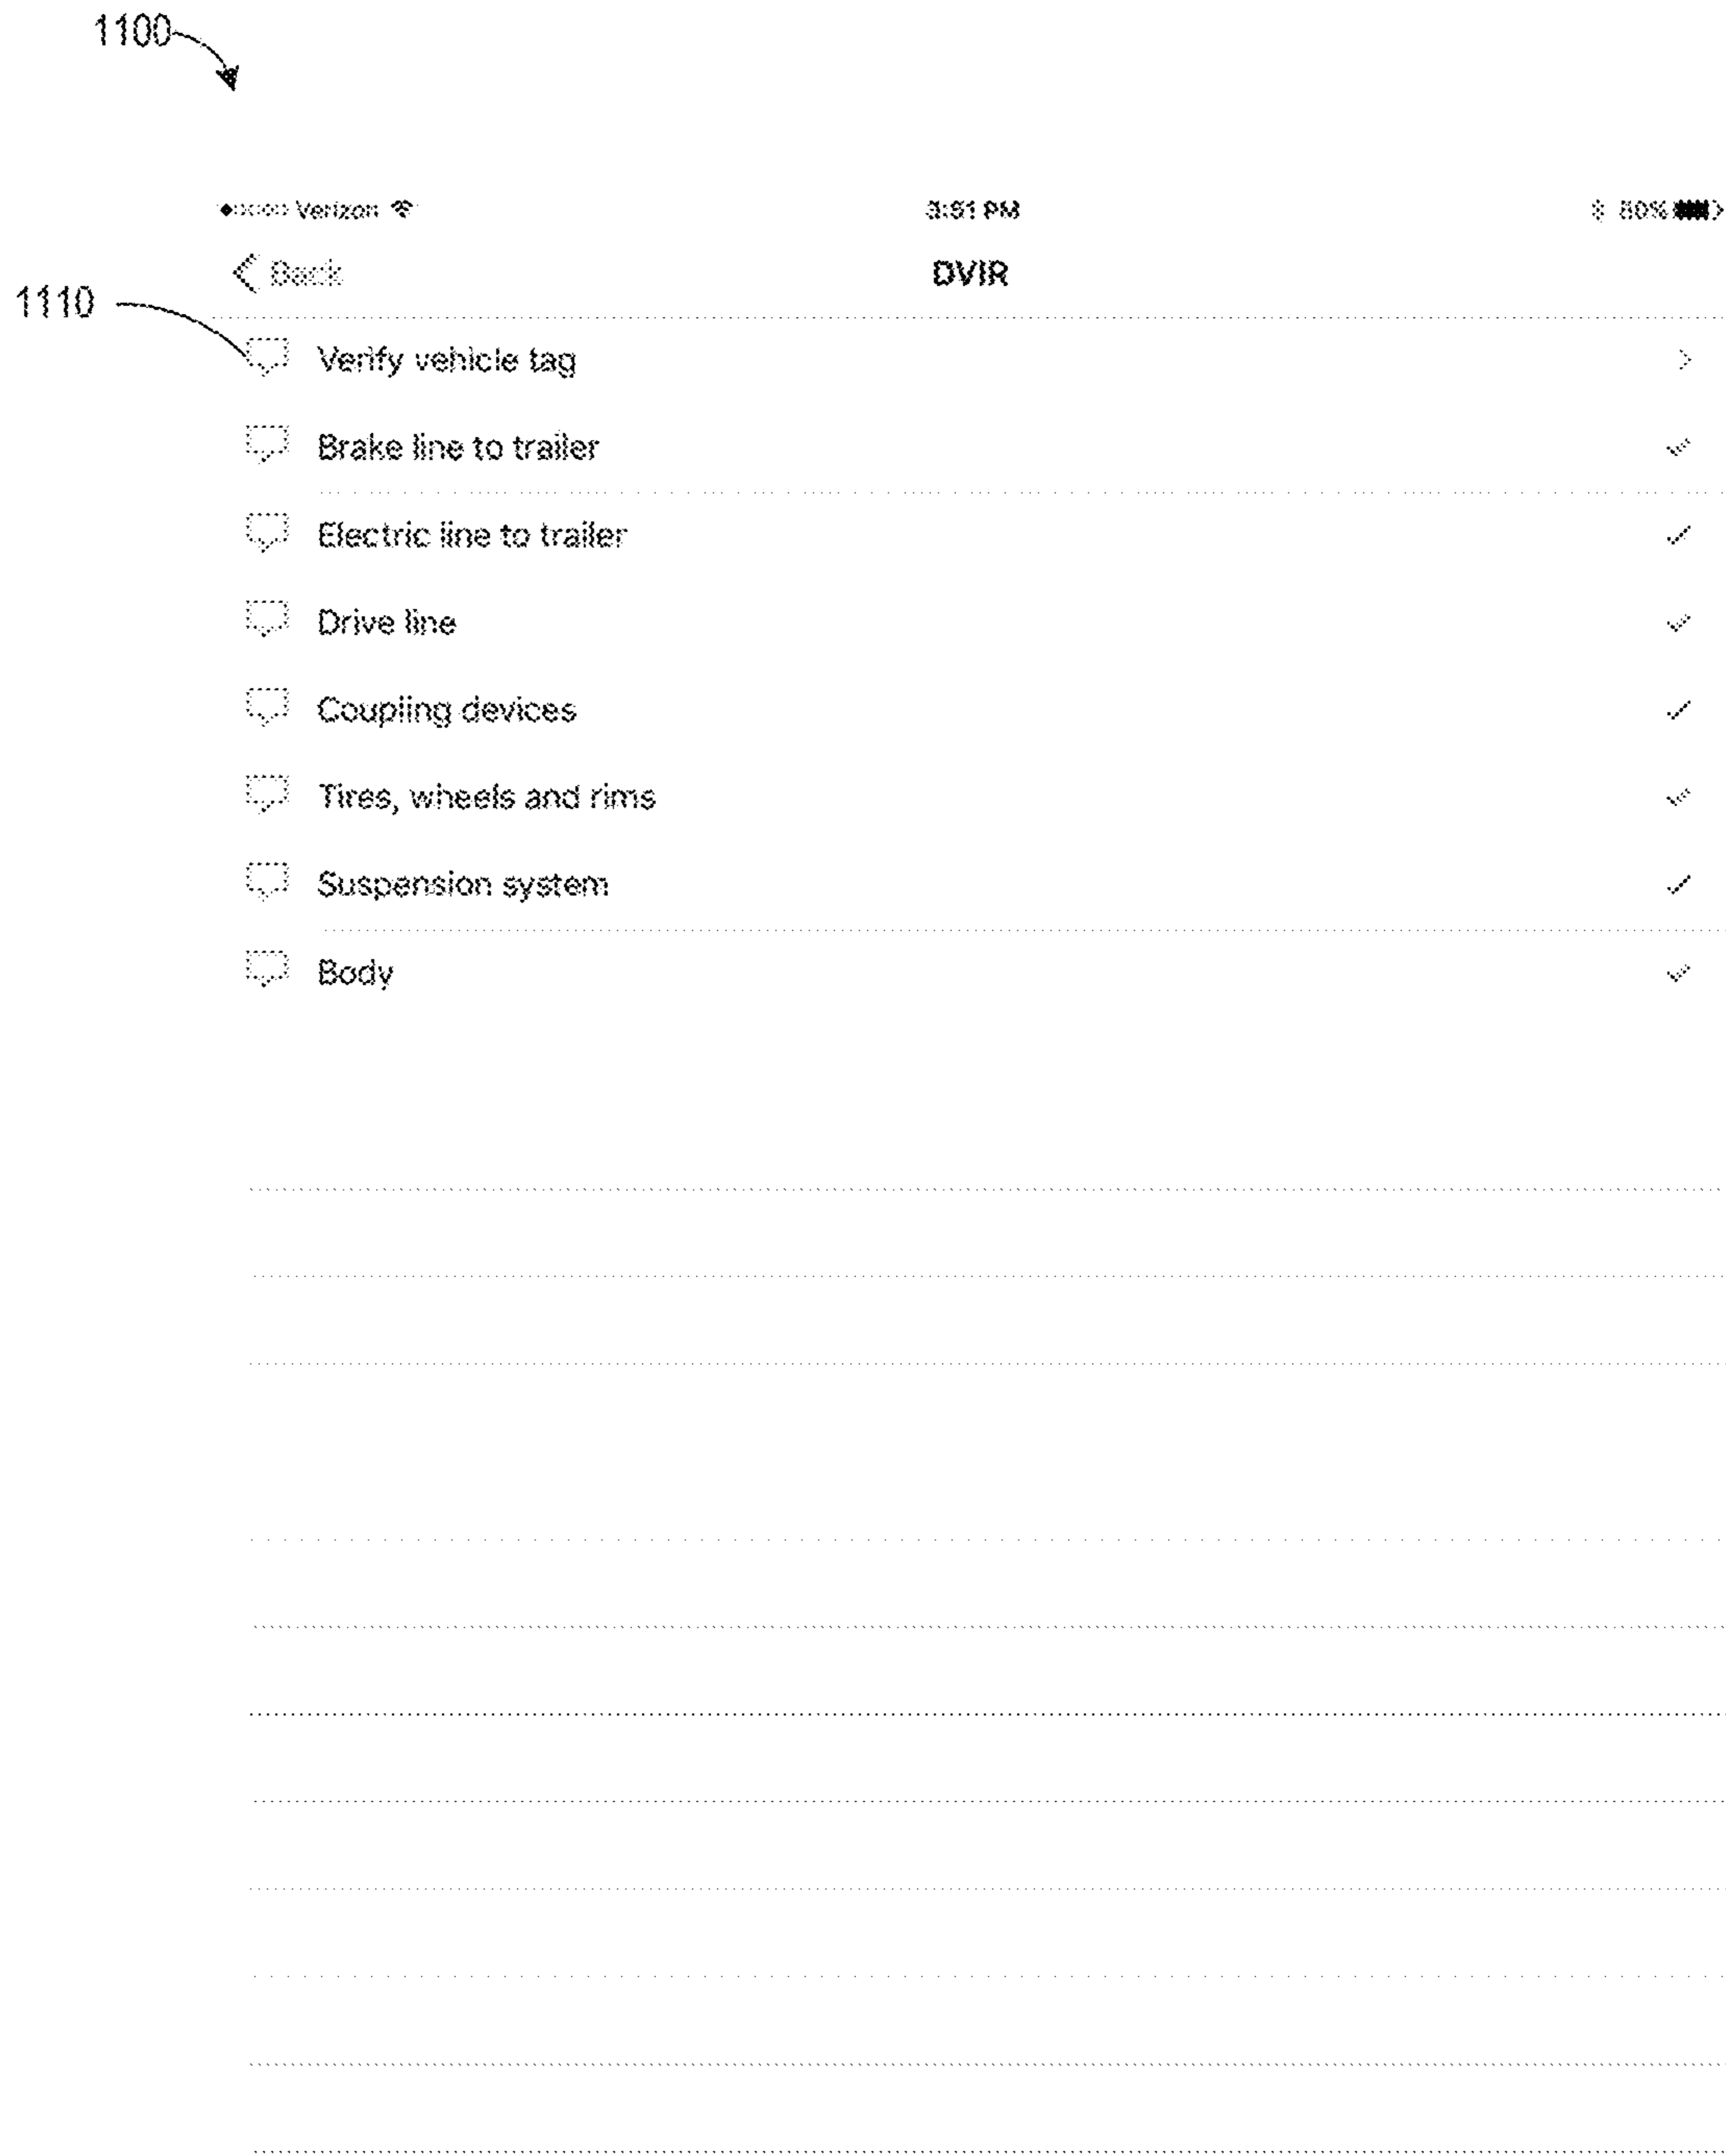 1100
Verizon 3:51 PM 80%
Back DVIR
1110
Verify vehicle tag
Brake line to trailer
Electric line to trailer
Drive line
Coupling devices
Tires, wheels and rims
Suspension system
Body